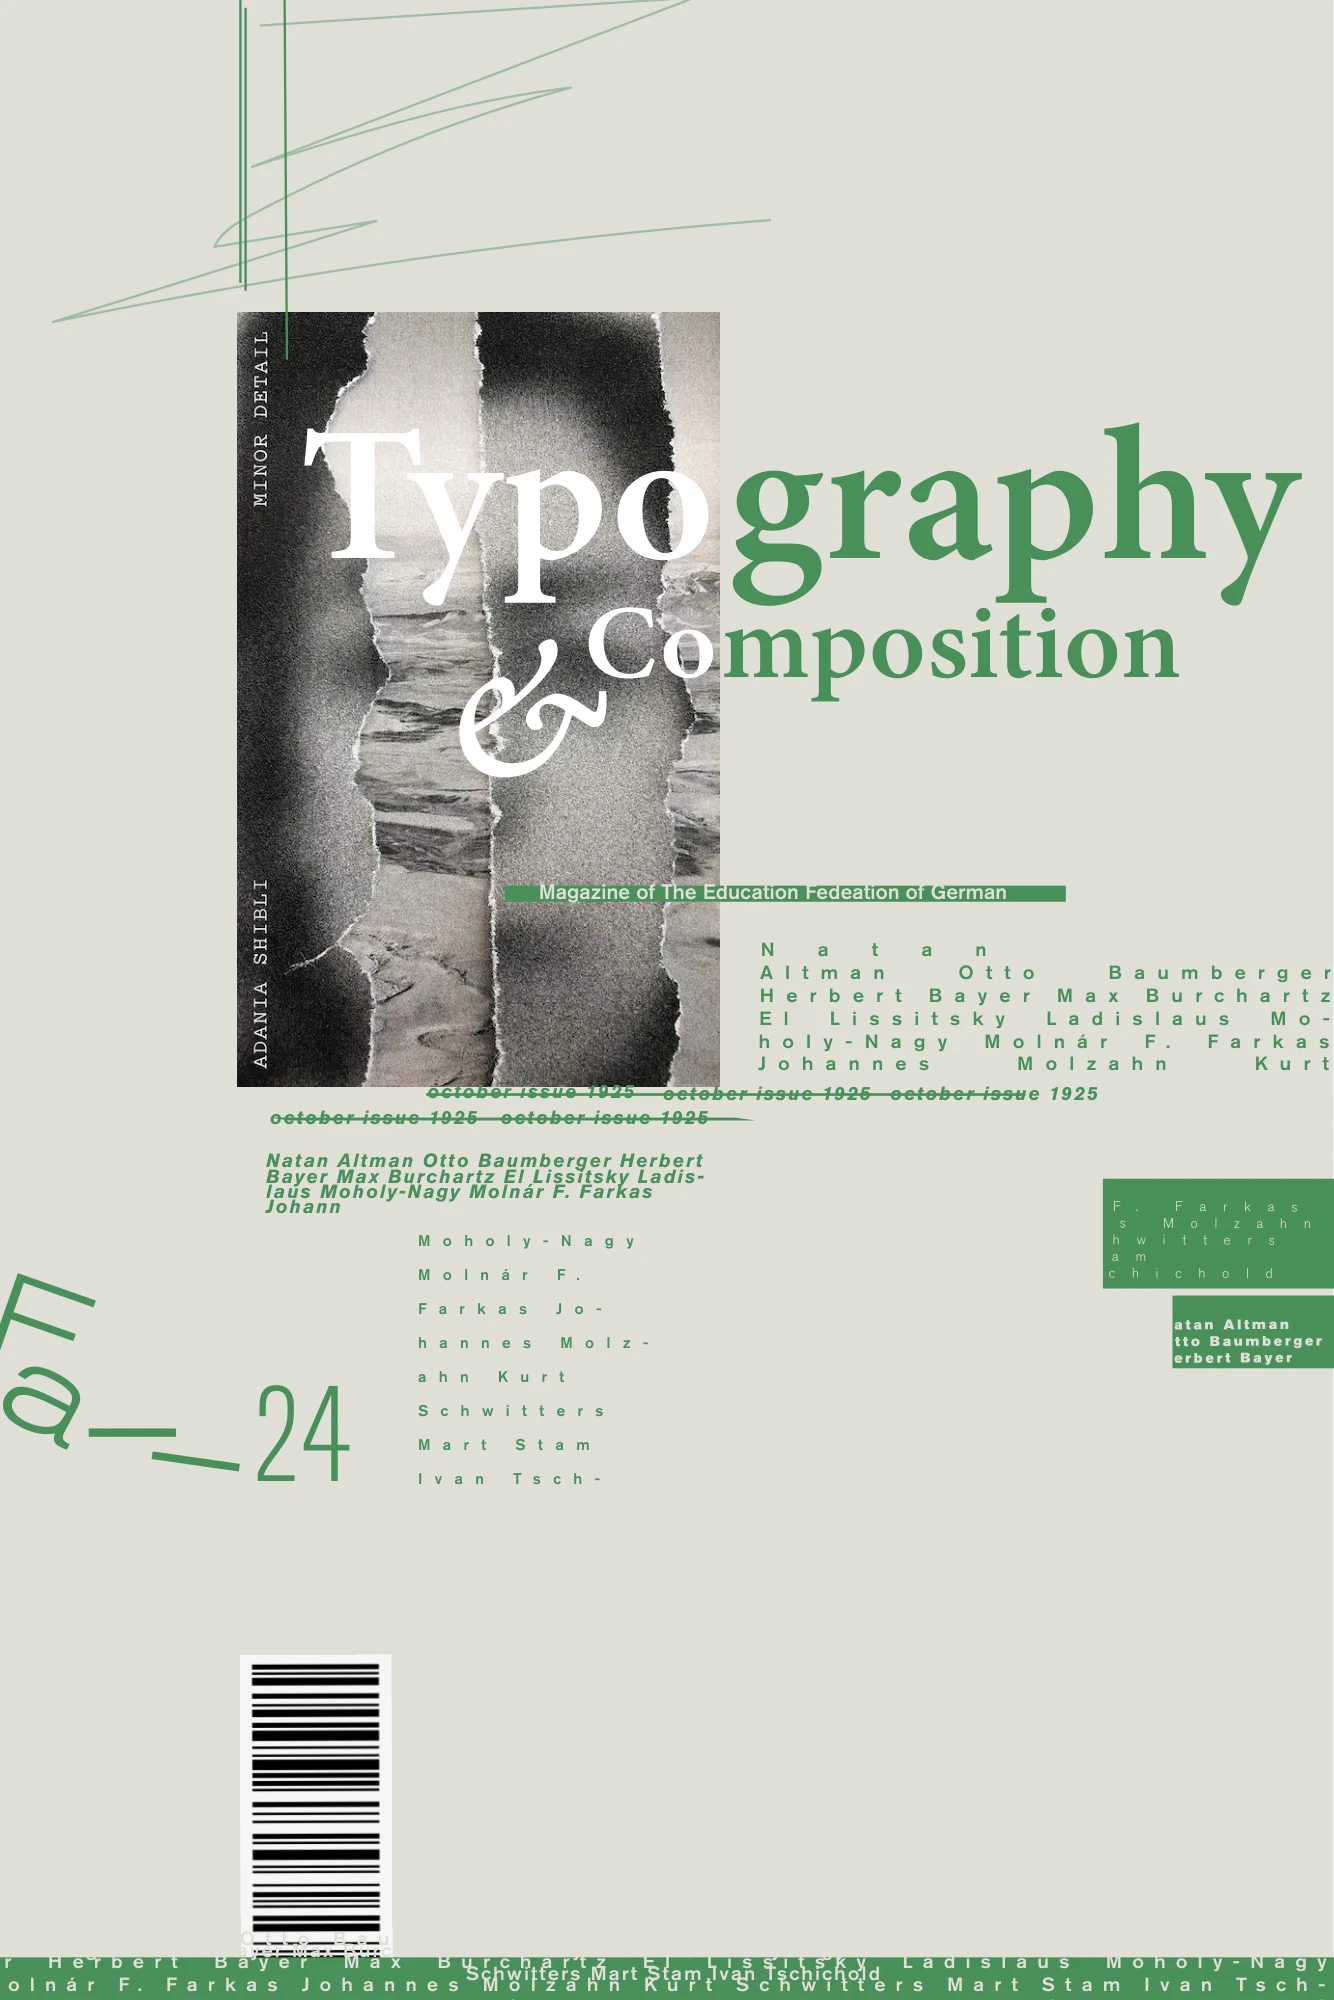 MINOR DETAIL
ADANIA SHIBLI
Typography
& Composition
Magazine of The Education Fedeation of German
Natan
Altman Otto Baumberger
Herbert Bayer Max Burchartz
El Lissitsky Ladislaus Mo-
holy-Nagy Molnár F. Farkas
Johannes Molzahn Kurt
october issue 1925 october issue 1925 october issue 1925
october issue 1925 october issue 1925
Natan Altman Otto Baumberger Herbert
Bayer Max Burchartz El Lissitsky Ladis-
laus Moholy-Nagy Molnár F. Farkas
Johann
F. Farkas
s Molzahn
hwitters
am
chichold
atan Altman
tto Baumberger
erbert Bayer
Moholy-Nagy
Molnár F.
Farkas Jo-
hannes Molz-
ahn Kurt
Schwitters
Mart Stam
Ivan Tsch-
Fa
24
Otto Bau
ayer Max Burc
r Herbert Bayer Max Burchartz El Lissitsky Ladislaus Moholy-Nagy
Schwitters Mart Stam Ivan Tschichold
olnár F. Farkas Johannes Molzahn Kurt Schwitters Mart Stam Ivan Tsch-